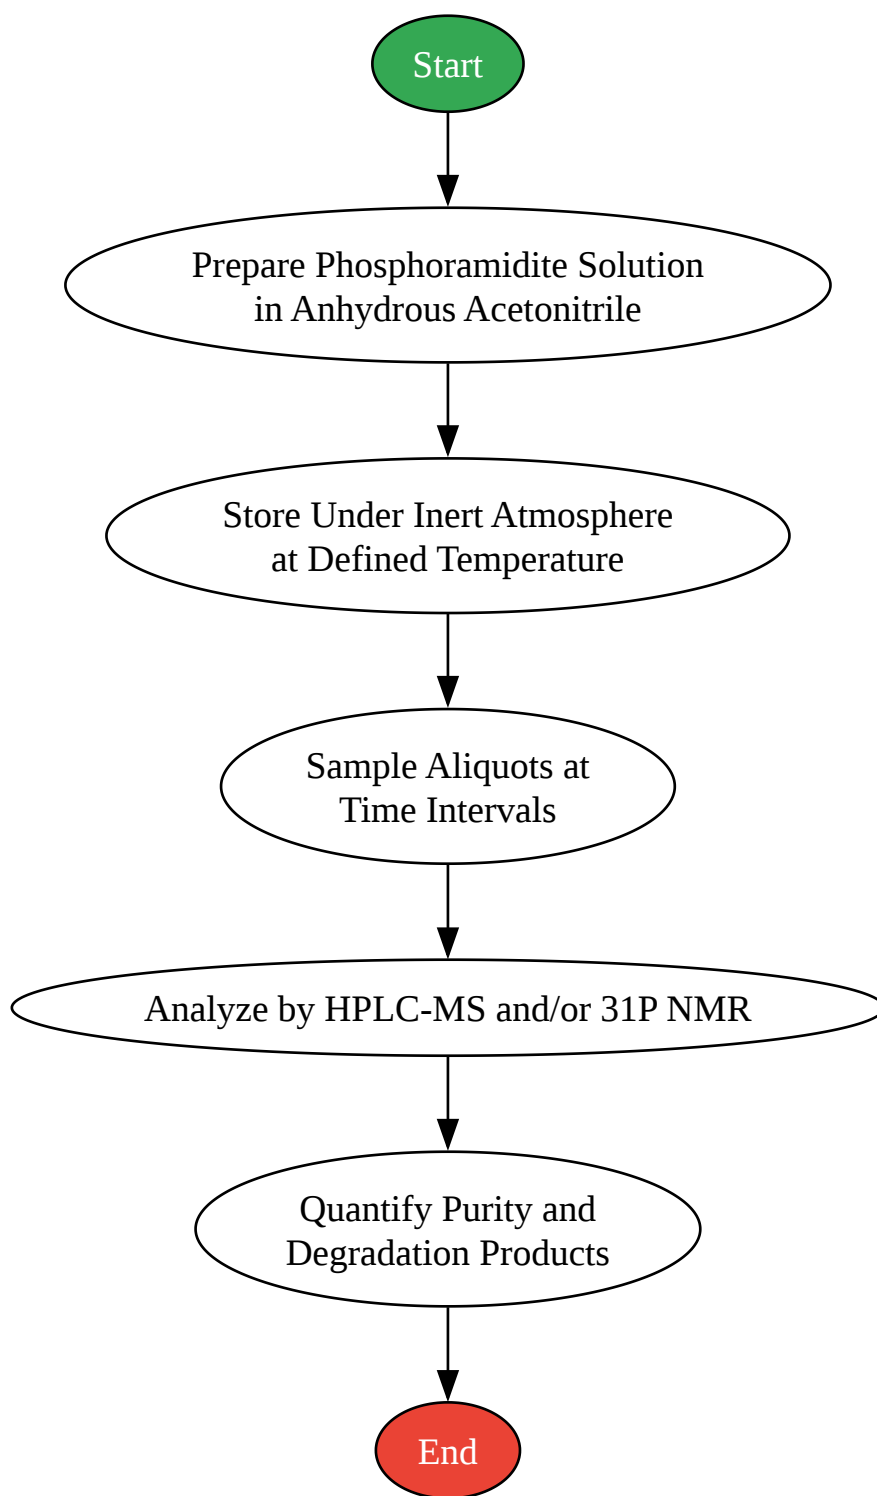 Start
Prepare Phosphoramidite Solution
in Anhydrous Acetonitrile
Store Under Inert Atmosphere
at Defined Temperature
Sample Aliquots at
Time Intervals
Analyze by HPLC-MS and/or 31P NMR
Quantify Purity and
Degradation Products
End